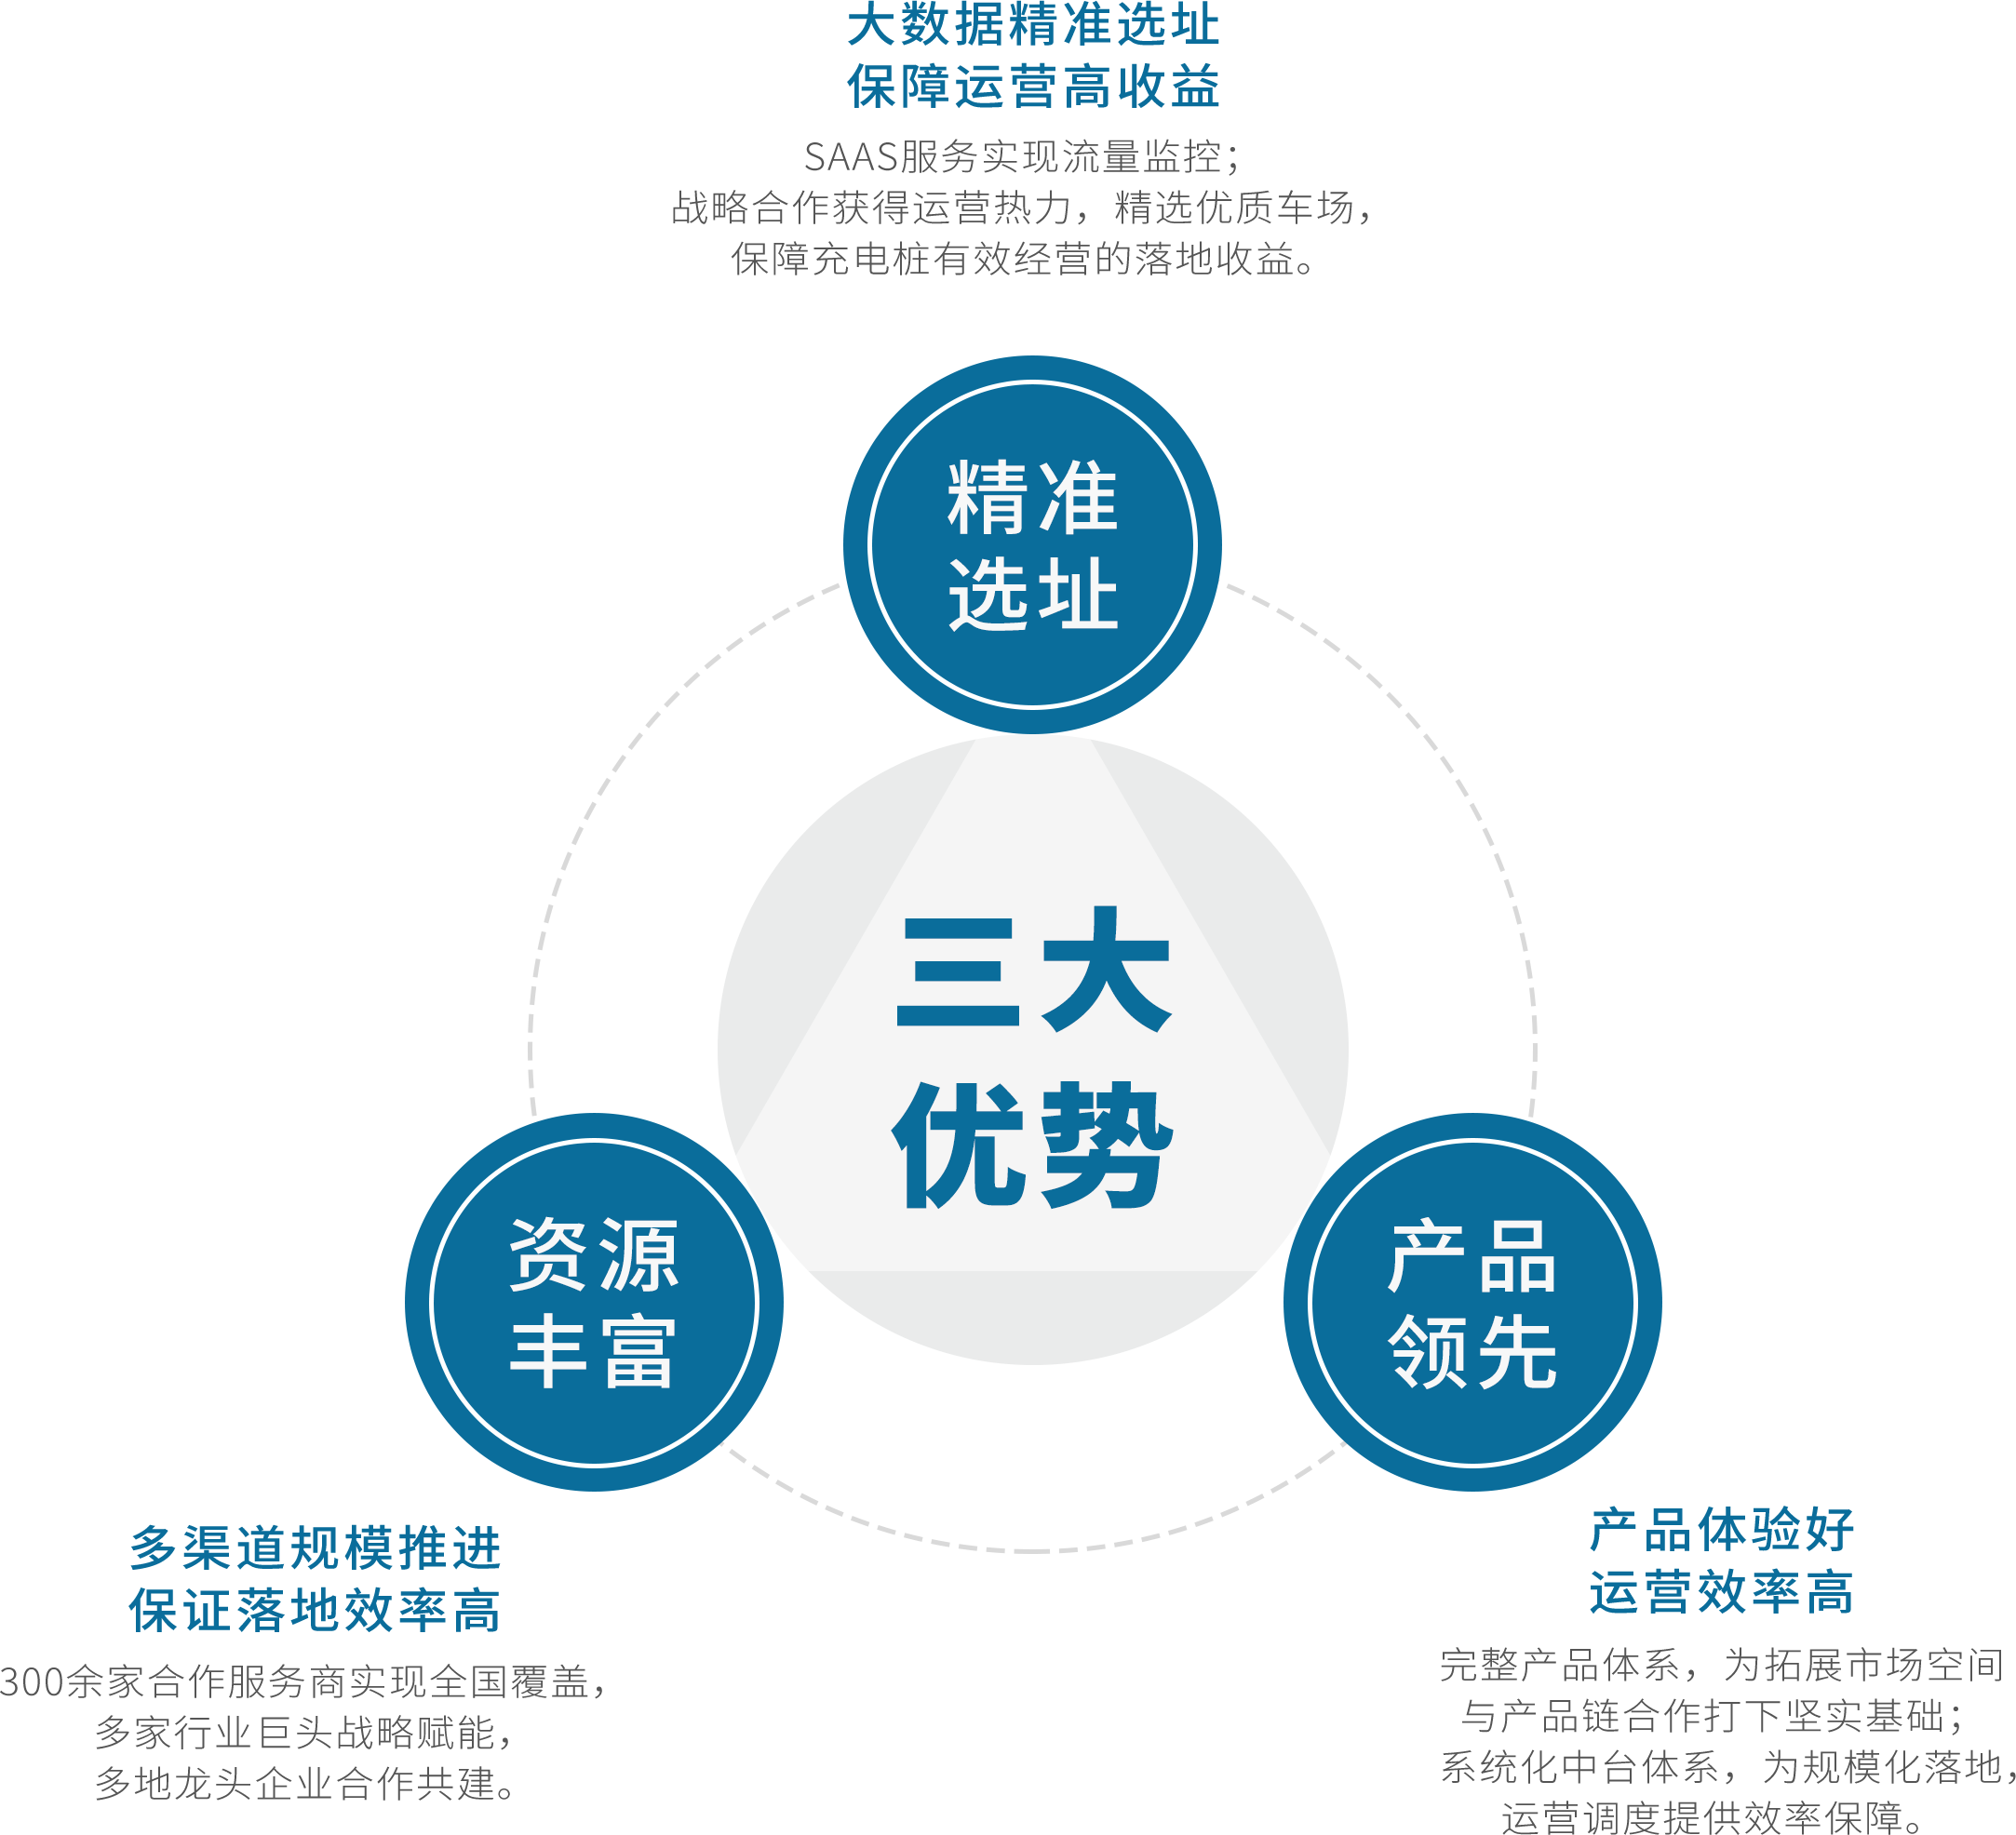 大数据精准选址
保障运营高收益
SAAS服务实现流量监控；
战略合作获得运营热力，精选优质车场，
保障充电桩有效经营的落地收益。
精准
选址
三大
优势
资源
丰富
产品
领先
多渠道规模推进
保证落地效率高
300余家合作服务商实现全国覆盖，
多家行业巨头战略赋能，
多地龙头企业合作共建。
产品体验好
运营效率高
完整产品体系，为拓展市场空间
与产品链合作打下坚实基础；
系统化中台体系，为规模化落地，
运营调度提供效率保障。